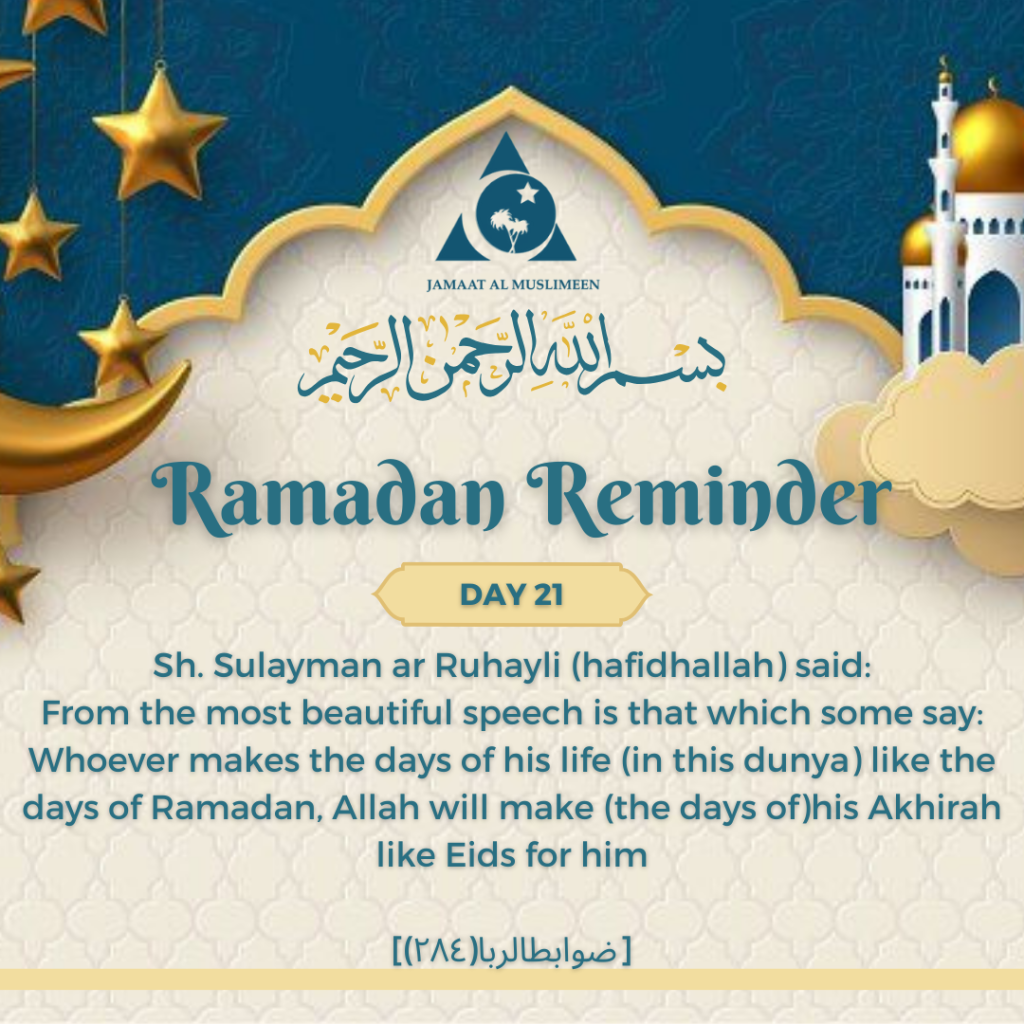 JAMAAT AL MUSLIMEEN
بسم الله الرحمن الرحيم
Ramadan Reminder
DAY 21
Sh. Sulayman ar Ruhayli (hafidhallah) said:
From the most beautiful speech is that which some say:
Whoever makes the days of his life (in this dunya) like the
days of Ramadan, Allah will make (the days of)his Akhirah
like Eids for him
[ضوابطالربا(٢٨٤)]